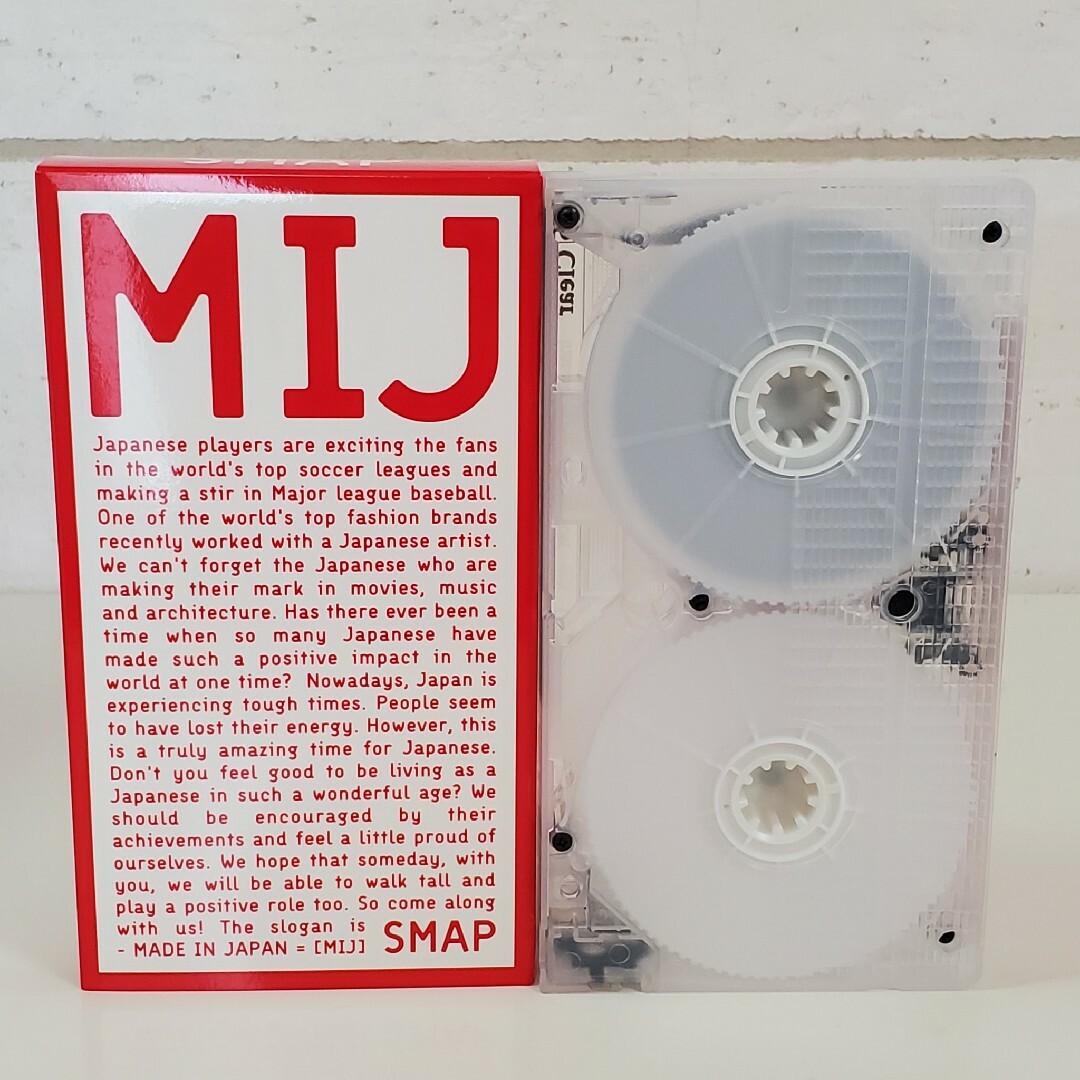 SMAP
MIJ
Japanese players are exciting the fans
in the world's top soccer leagues and
making a stir in Major league baseball.
One of the world's top fashion brands
recently worked with a Japanese artist.
We can't forget the Japanese who are
making their mark in movies, music
and architecture. Has there ever been a
time when so many Japanese have
made such a positive impact in the
world at one time? Nowadays, Japan is
experiencing tough times. People seem
to have lost their energy. However, this
is a truly amazing time for Japanese.
Don't you feel good to be living as a
Japanese in such a wonderful age? We
should be encouraged by their
achievements and feel a little proud of
ourselves. We hope that someday, with
you, we will be able to walk tall and
play a positive role too. So come along
with us! The slogan is
- MADE IN JAPAN = [MIJ]
SMAP
Clear